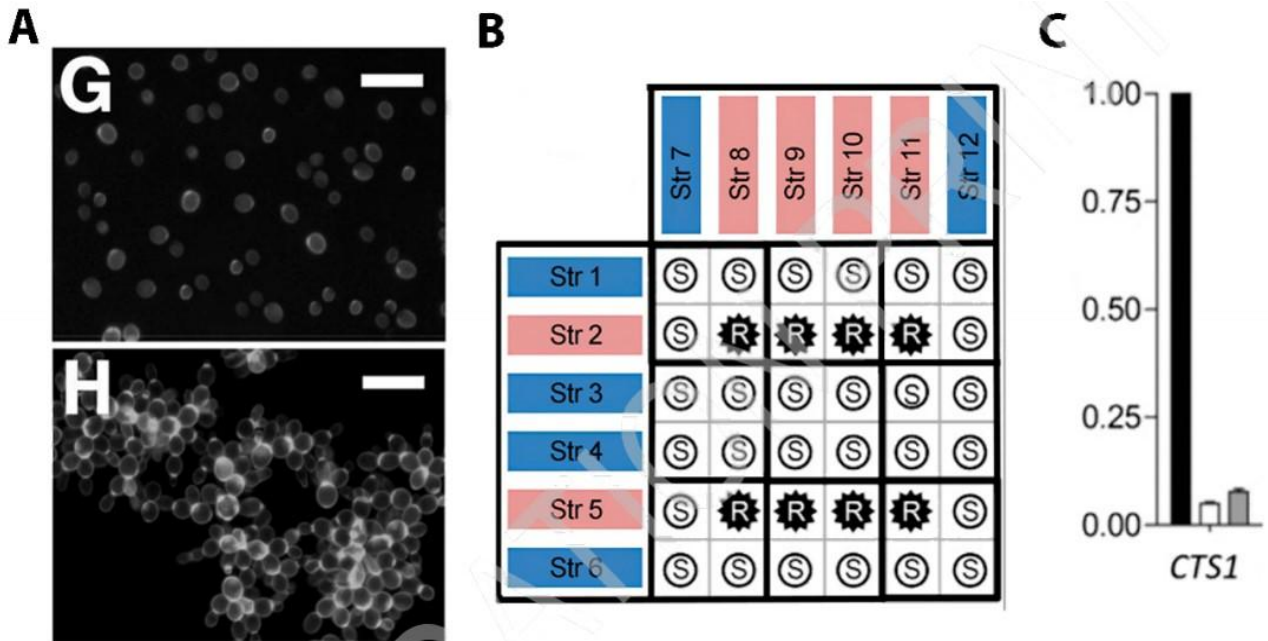 A
B
C
G
H
Str 7 Str 8 Str 9 Str 10 Str 11 Str 12
Str 1 S S S S S S
Str 2 S R R R R S
Str 3 S S S S S S
Str 4 S S S S S S
Str 5 S R R R R S
Str 6 S S S S S S
1.00
0.75
0.50
0.25
0.00
CTS1